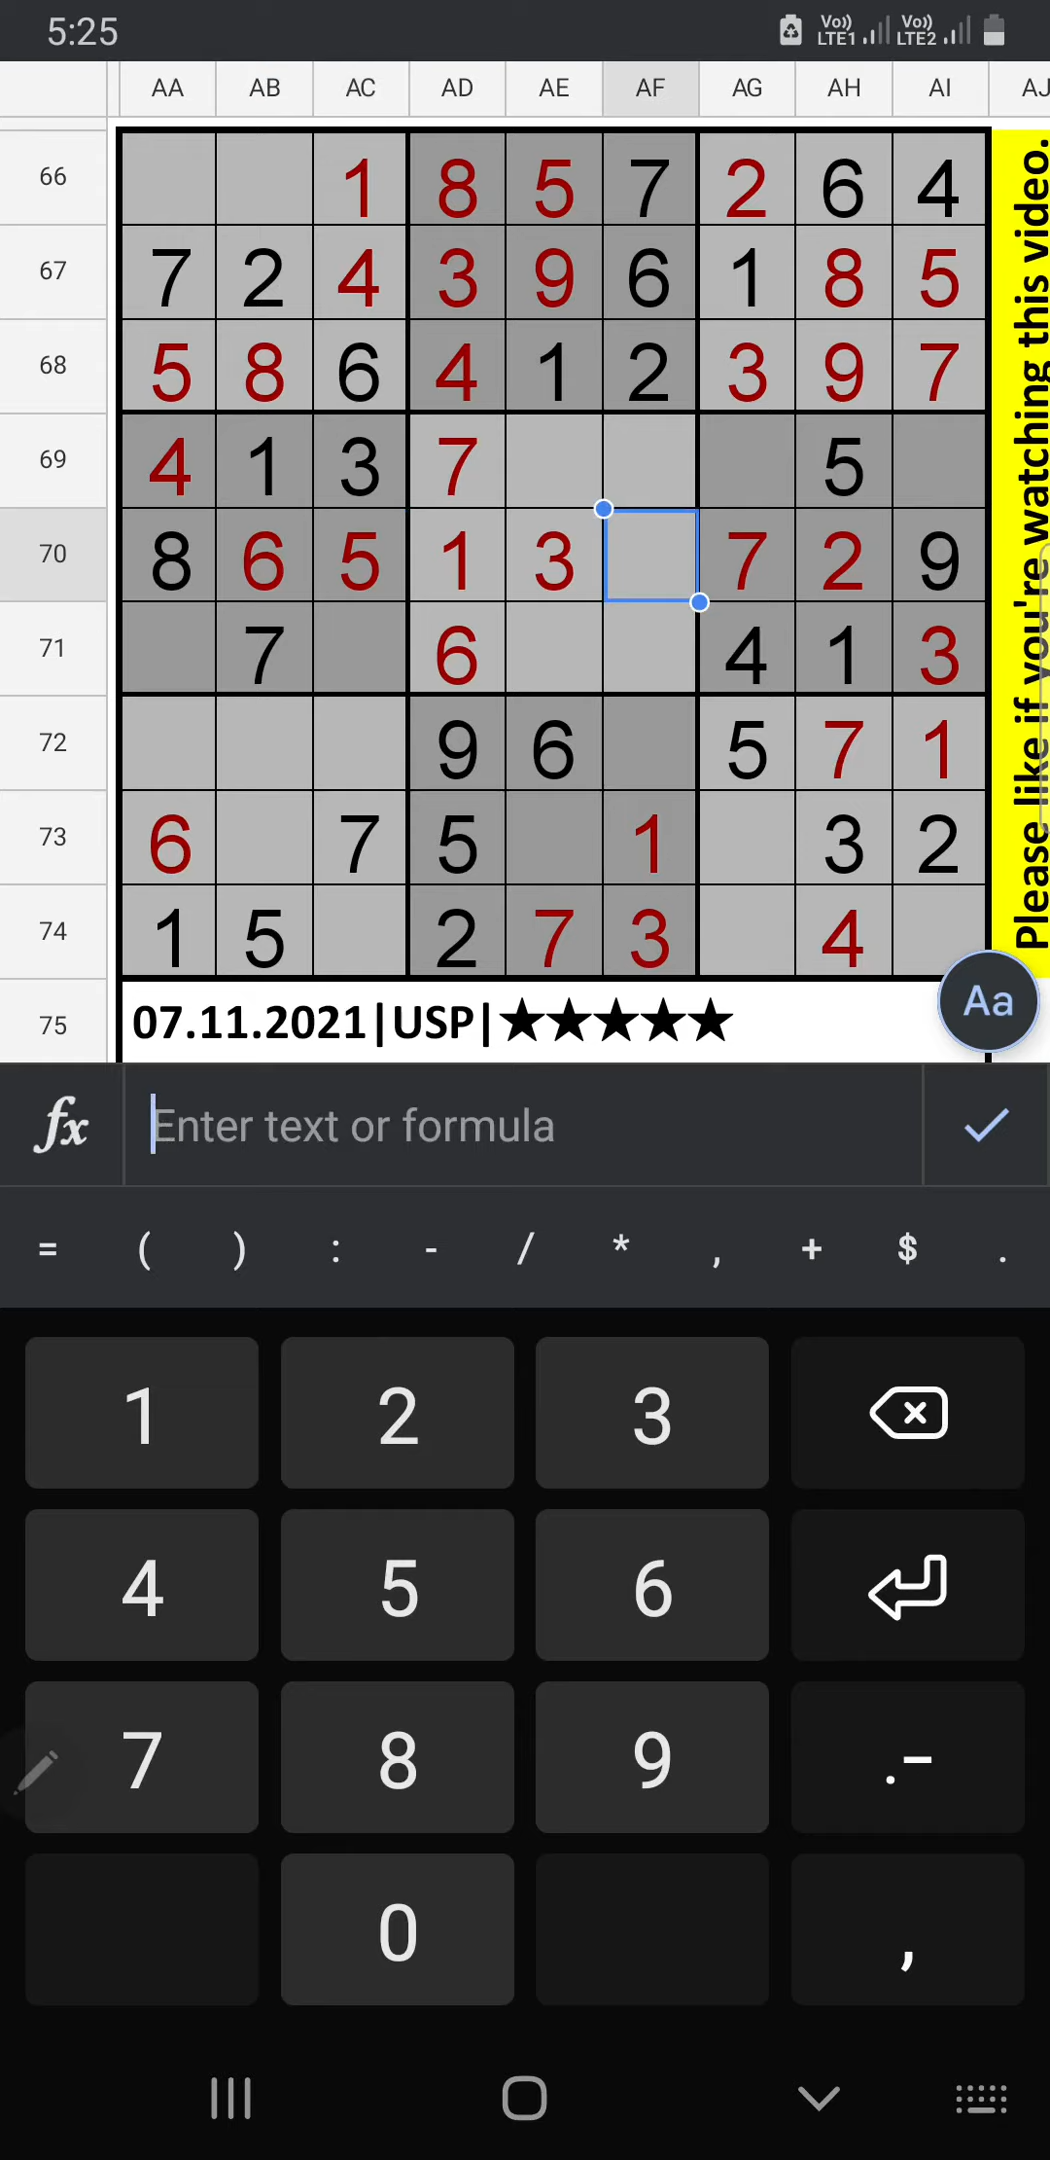 5:25 Vo)) LTE1 Vo)) LTE2
AA AB AC AD AE AF AG AH AI AJ
66 1 8 5 7 2 6 4
67 7 2 4 3 9 6 1 8 5
68 5 8 6 4 1 2 3 9 7
69 4 1 3 7 5
70 8 6 5 1 3 7 2 9
71 7 6 4 1 3
72 9 6 5 7 1
73 6 7 5 1 3 2
74 1 5 2 7 3 4
Please like if you're watching this video.
75 07.11.2021|USP|★★★★★
Aa
fx Enter text or formula
= ( ) : - / * , + $ .
1 2 3
4 5 6
7 8 9 .-
0 ,